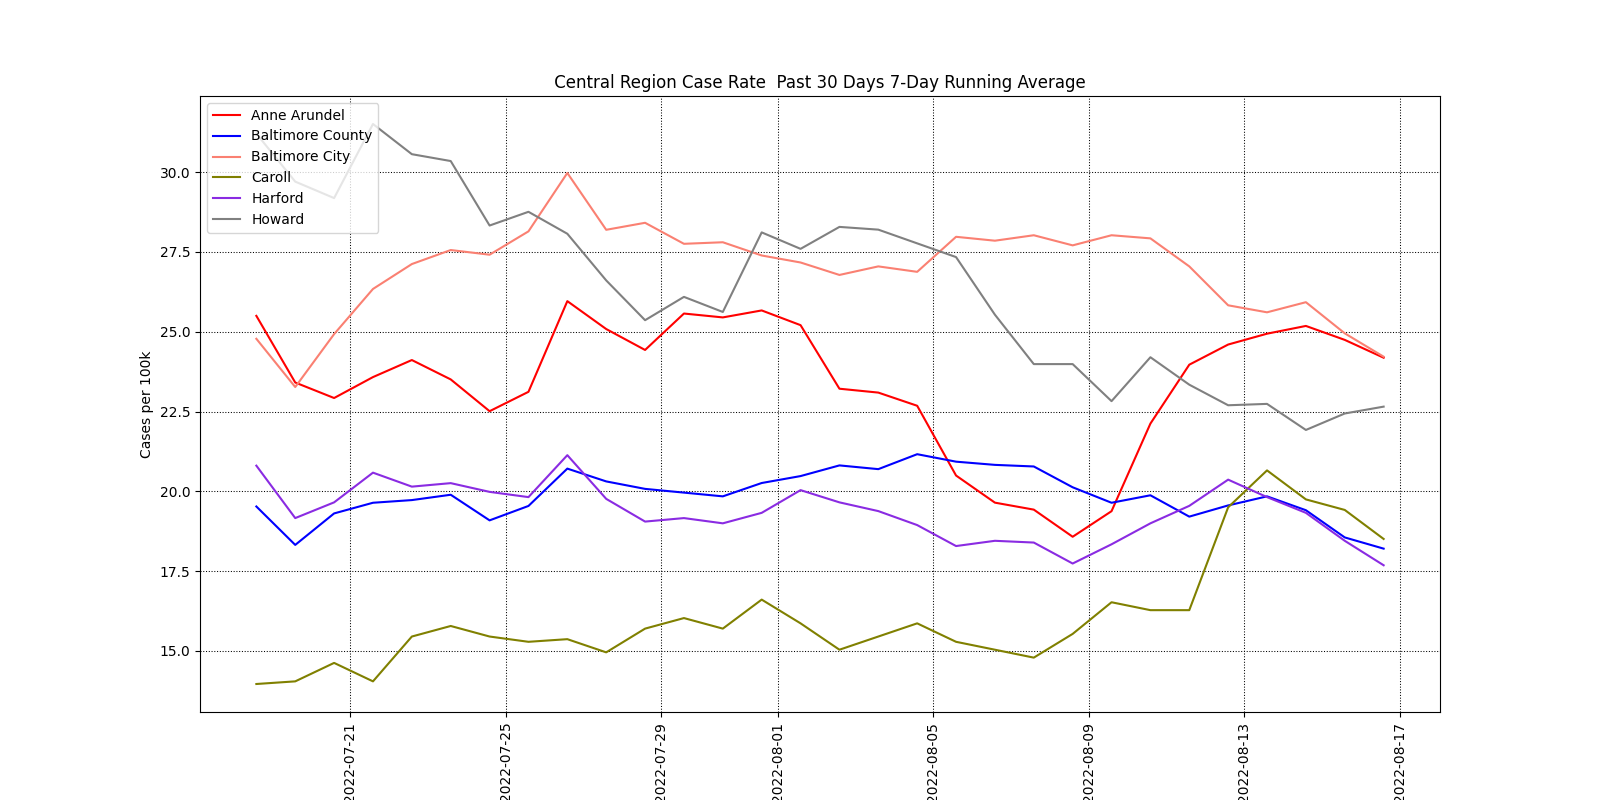 Central Region Case Rate  Past 30 Days 7-Day Running Average
Anne Arundel
Baltimore County
Baltimore City
Caroll
Harford
Howard
Cases per 100k
30.0
27.5
25.0
22.5
20.0
17.5
15.0
2022-07-21
2022-07-25
2022-07-29
2022-08-01
2022-08-05
2022-08-09
2022-08-13
2022-08-17